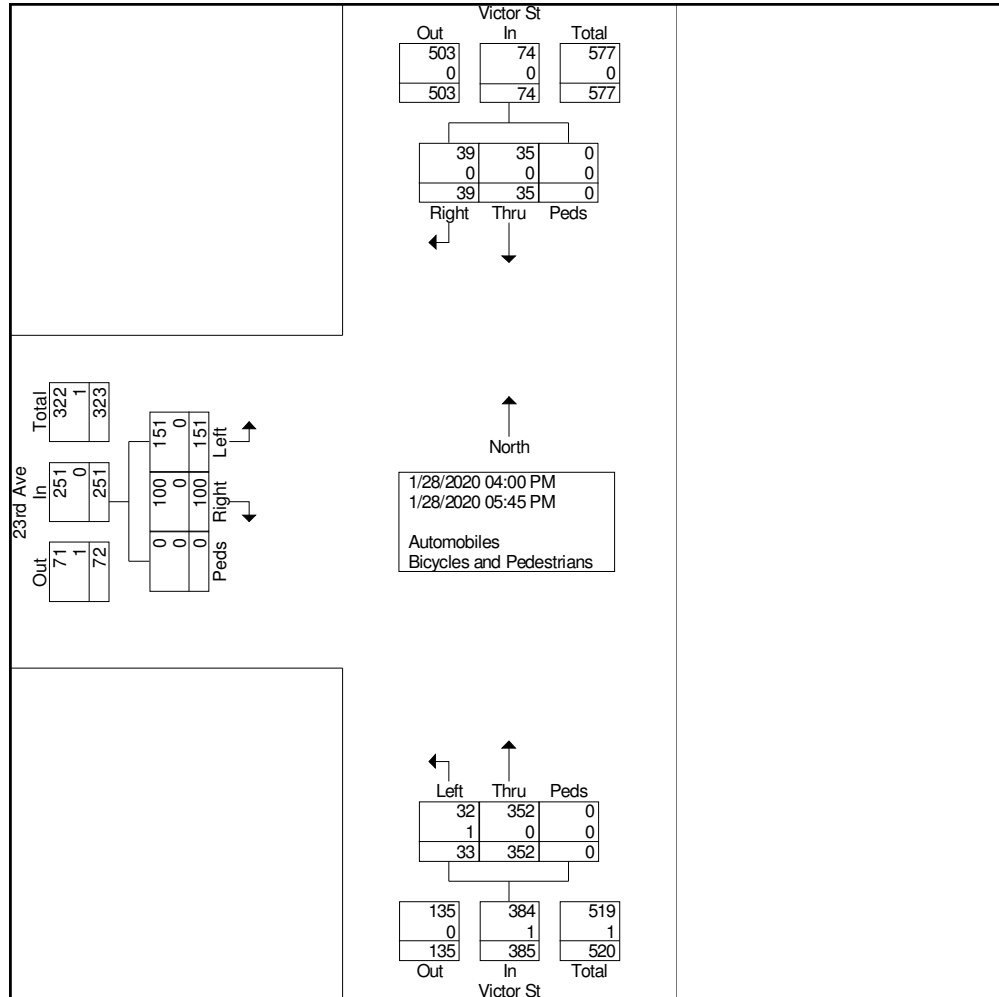 Victor St
Out In Total
503 74 577
0 0 0
503 74 577
39 35 0
0 0 0
39 35 0
Right Thru Peds
23rd Ave
Out In Total
71 251 322
1 0 1
72 251 323
0 100 151
0 0 0
0 100 151
Peds Right Left
North
1/28/2020 04:00 PM
1/28/2020 05:45 PM
Automobiles
Bicycles and Pedestrians
Left Thru Peds
32 352 0
1 0 0
33 352 0
135 384 519
0 1 1
135 385 520
Out In Total
Victor St